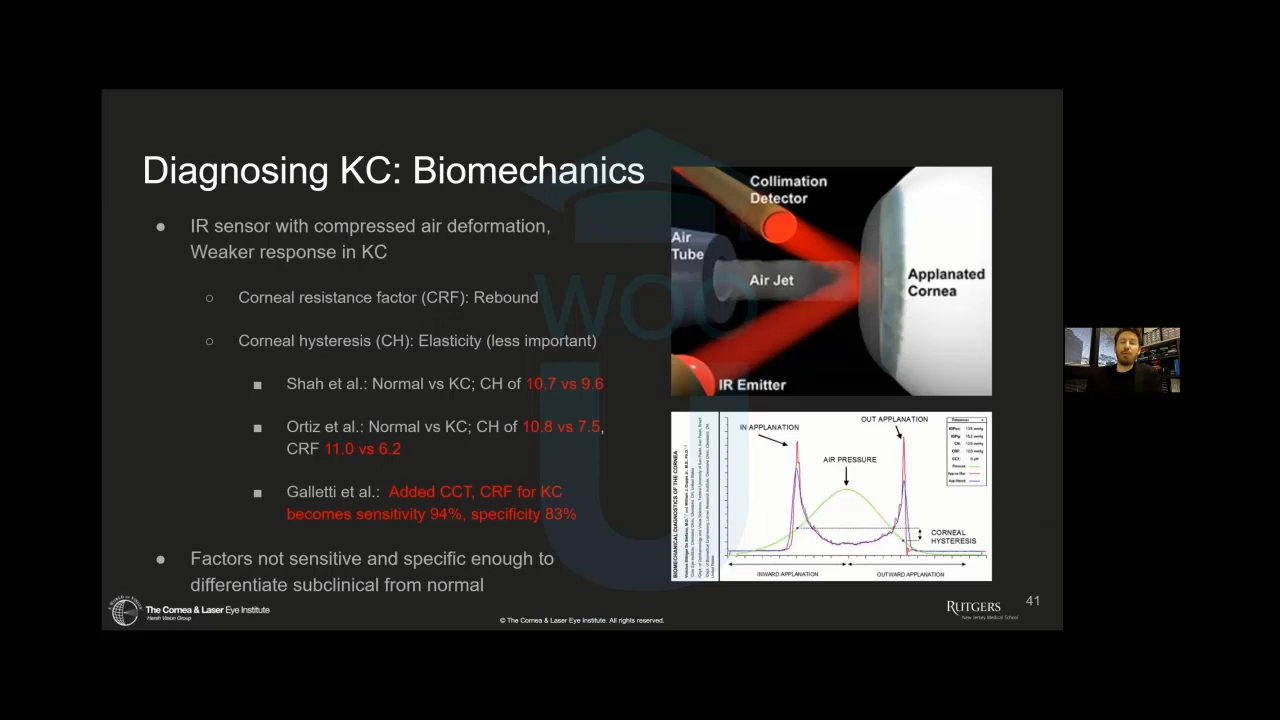 Diagnosing KC: Biomechanics
● IR sensor with compressed air deformation,
Weaker response in KC
○ Corneal resistance factor (CRF): Rebound
○ Corneal hysteresis (CH): Elasticity (less important)
■ Shah et al.: Normal vs KC; CH of 10.7 vs 9.6
■ Ortiz et al.: Normal vs KC; CH of 10.8 vs 7.5,
CRF 11.0 vs 6.2
■ Galletti et al.: Added CCT, CRF for KC
becomes sensitivity 94%, specificity 83%
● Factors not sensitive and specific enough to
differentiate subclinical from normal
Collimation
Detector
Air
Tube
Air Jet
Applanated
Cornea
IR Emitter
BIOMECHANICAL DIAGNOSTICS OF THE CORNEA
IN APPLANATION
OUT APPLANATION
AIR PRESSURE
CORNEAL
HYSTERESIS
INWARD APPLANATION
OUTWARD APPLANATION
WOO
U
The Cornea & Laser Eye Institute
Hersh Vision Group
© The Cornea & Laser Eye Institute. All rights reserved.
RUTGERS
New Jersey Medical School
41